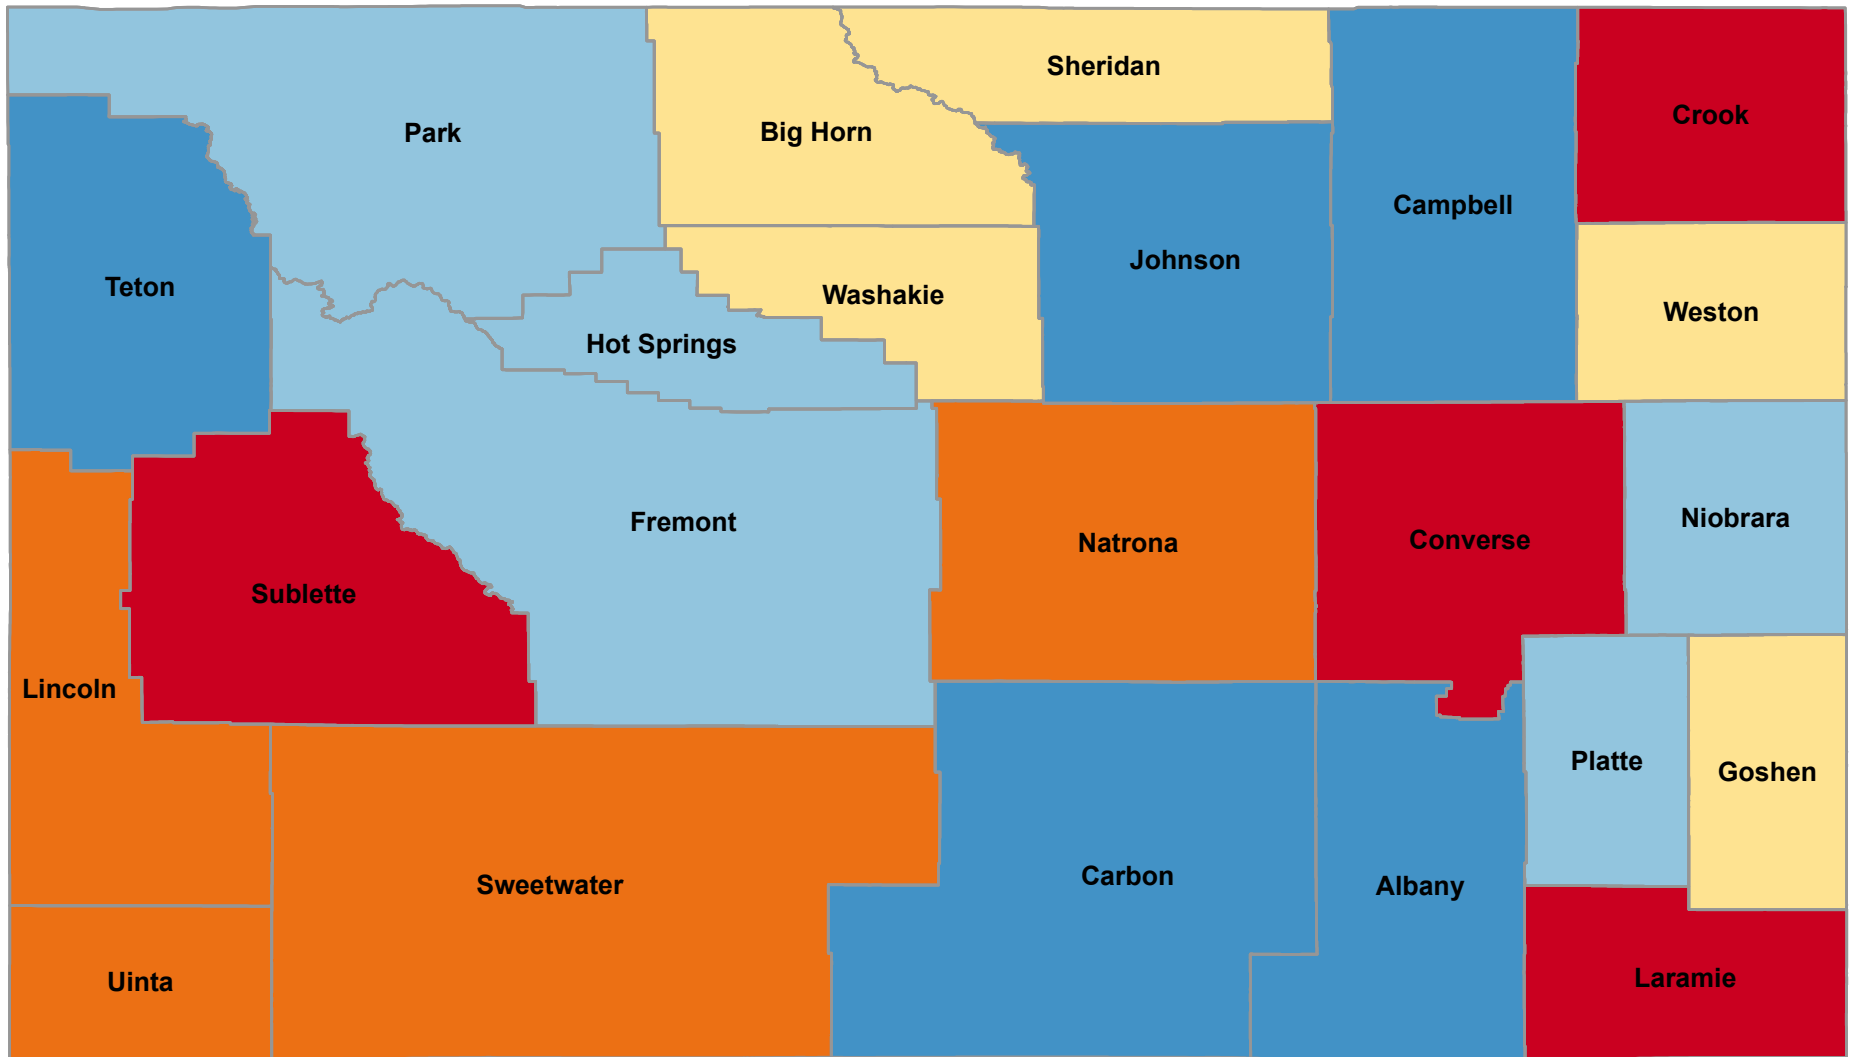 Sheridan
Crook
Park
Big Horn
Campbell
Johnson
Teton
Washakie
Weston
Hot Springs
Fremont
Niobrara
Converse
Natrona
Sublette
Lincoln
Platte
Goshen
Carbon
Sweetwater
Albany
Laramie
Uinta